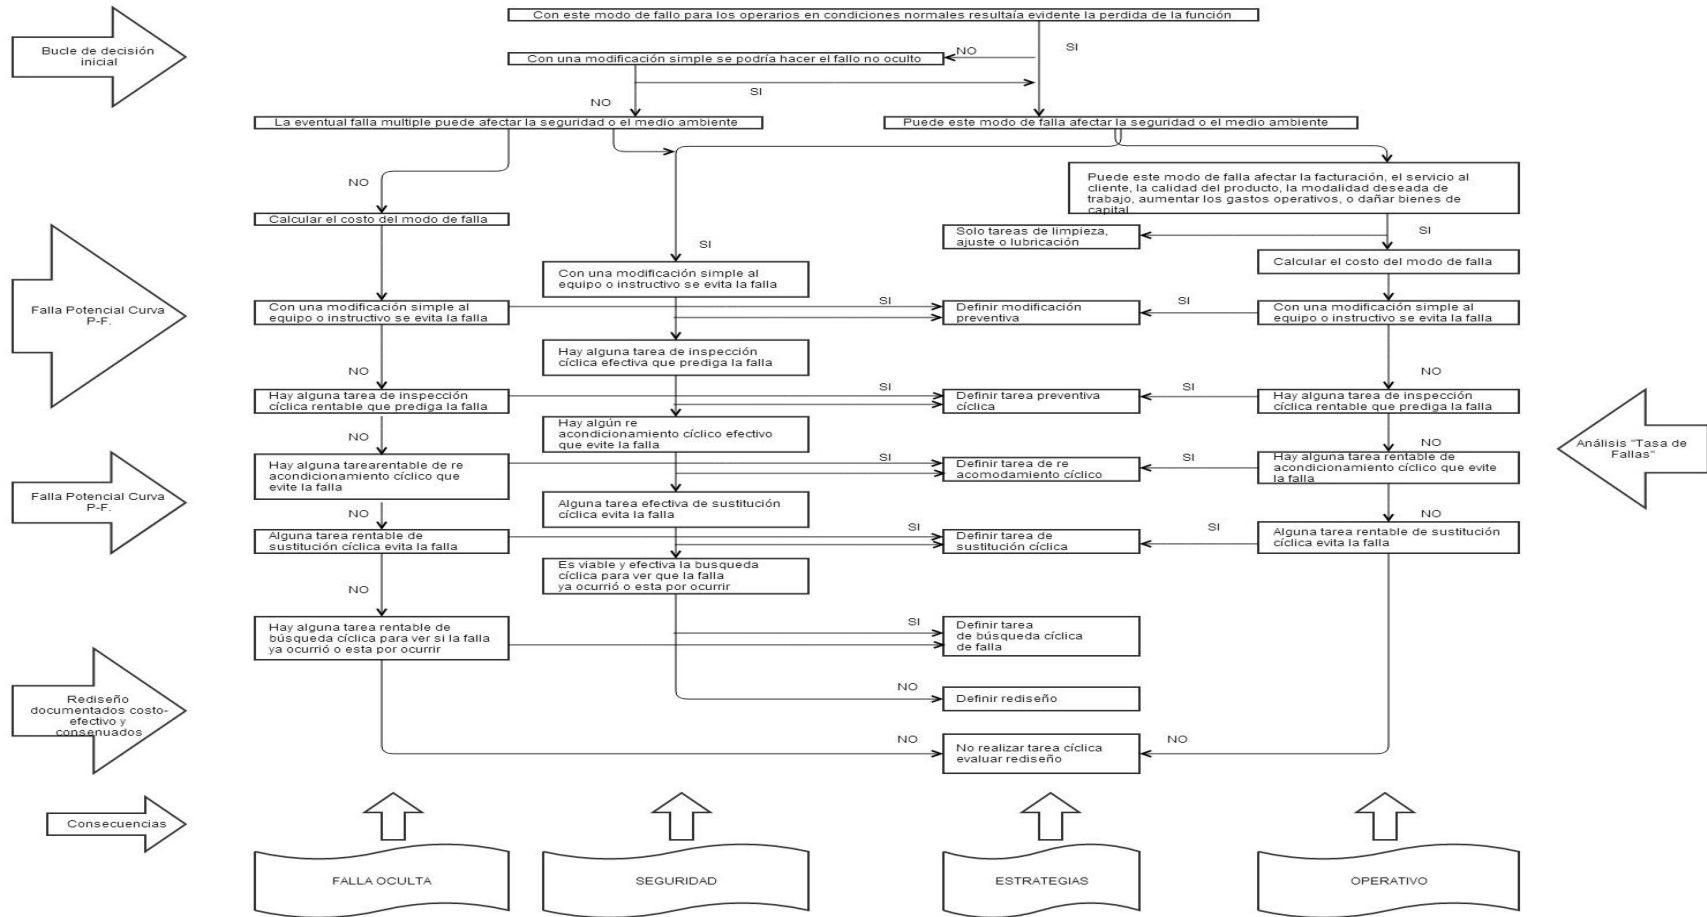 Con este modo de fallo para los operarios en condiciones normales resultaía evidente la perdida de la función
Bucle de decisión
inicial
SI
NO
Con una modificación simple se podría hacer el fallo no oculto
SI
NO
La eventual falla multiple puede afectar la seguridad o el medio ambiente
Puede este modo de falla afectar la seguridad o el medio ambiente
NO
Puede este modo de falla afectar la facturación, el servicio al
cliente, la calidad del producto, la modalidad deseada de
trabajo, aumentar los gastos operativos, o dañar bienes de
capital
Calcular el costo del modo de falla
SI
Solo tareas de limpieza,
ajuste o lubricación
SI
Calcular el costo del modo de falla
Con una modificación simple al
equipo o instructivo se evita la falla
Falla Potencial Curva
P-F.
Con una modificación simple al
equipo o instructivo se evita la falla
SI
Definir modificación
preventiva
SI
Con una modificación simple al
equipo o instructivo se evita la falla
Hay alguna tarea de inspección
cíclica efectiva que prediga la falla
NO
NO
Hay alguna tarea de inspección
cíclica rentable que prediga la falla
SI
Definir tarea preventiva
cíclica
SI
Hay alguna tarea de inspección
cíclica rentable que prediga la falla
Hay algún re
acondicionamiento cíclico efectivo
que evite la falla
NO
NO
Análisis "Tasa de
Fallas"
Hay alguna tarearentable de re
acondicionamiento cíclico que
evite la falla
SI
Definir tarea de re
acomodamiento cíclico
SI
Hay alguna tarea rentable de
acondicionamiento cíclico que evite
la falla
Falla Potencial Curva
P-F.
Alguna tarea efectiva de sustitución
cíclica evita la falla
NO
NO
Alguna tarea rentable de
sustitución cíclica evita la falla
SI
Definir tarea de
sustitución cíclica
SI
Alguna tarea rentable de sustitución
cíclica evita la falla
Es viable y efectiva la busqueda
cíclica para ver que la falla
ya ocurrió o esta por ocurrir
NO
Hay alguna tarea rentable de
búsqueda cíclica para ver si la falla
ya ocurrió o esta por ocurrir
SI
Definir tarea
de búsqueda cíclica
de falla
Rediseño
documentados costo-
efectivo y
consenuados
NO
Definir rediseño
NO
No realizar tarea cíclica
evaluar rediseño
NO
Consecuencias
FALLA OCULTA
SEGURIDAD
ESTRATEGIAS
OPERATIVO